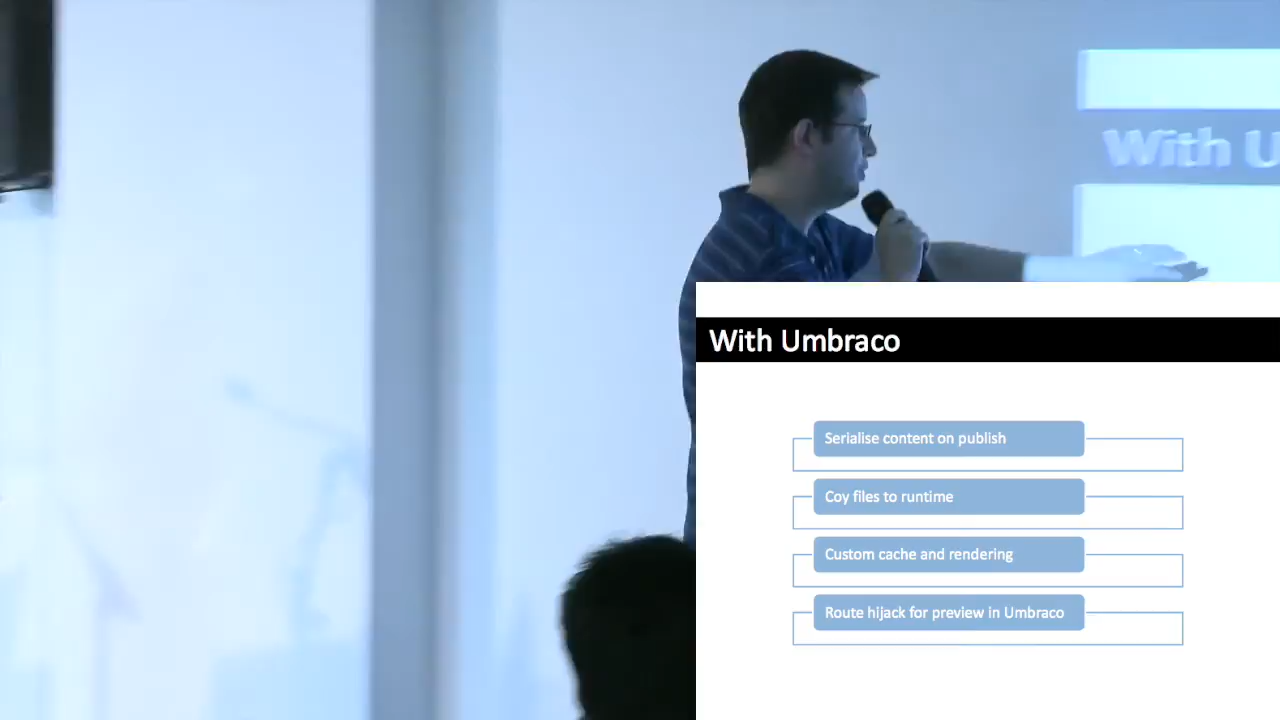 With U
With Umbraco
Serialise content on publish
Coy files to runtime
Custom cache and rendering
Route hijack for preview in Umbraco